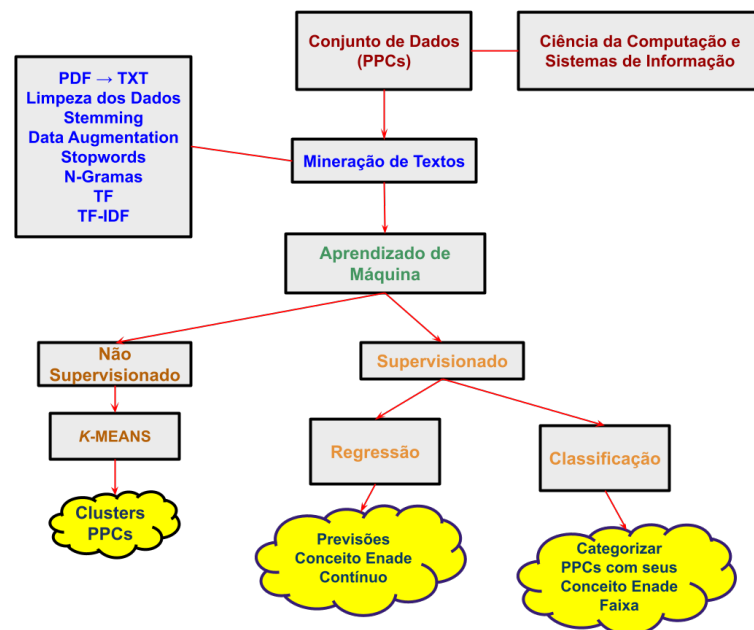 Conjunto de Dados
(PPCs)
Ciência da Computação e
Sistemas de Informação
PDF → TXT
Limpeza dos Dados
Stemming
Data Augmentation
Stopwords
N-Gramas
TF
TF-IDF
Mineração de Textos
Aprendizado de
Máquina
Não
Supervisionado
Supervisionado
K-MEANS
Regressão
Classificação
Clusters
PPCs
Previsões
Conceito Enade
Contínuo
Categorizar
PPCs com seus
Conceito Enade
Faixa